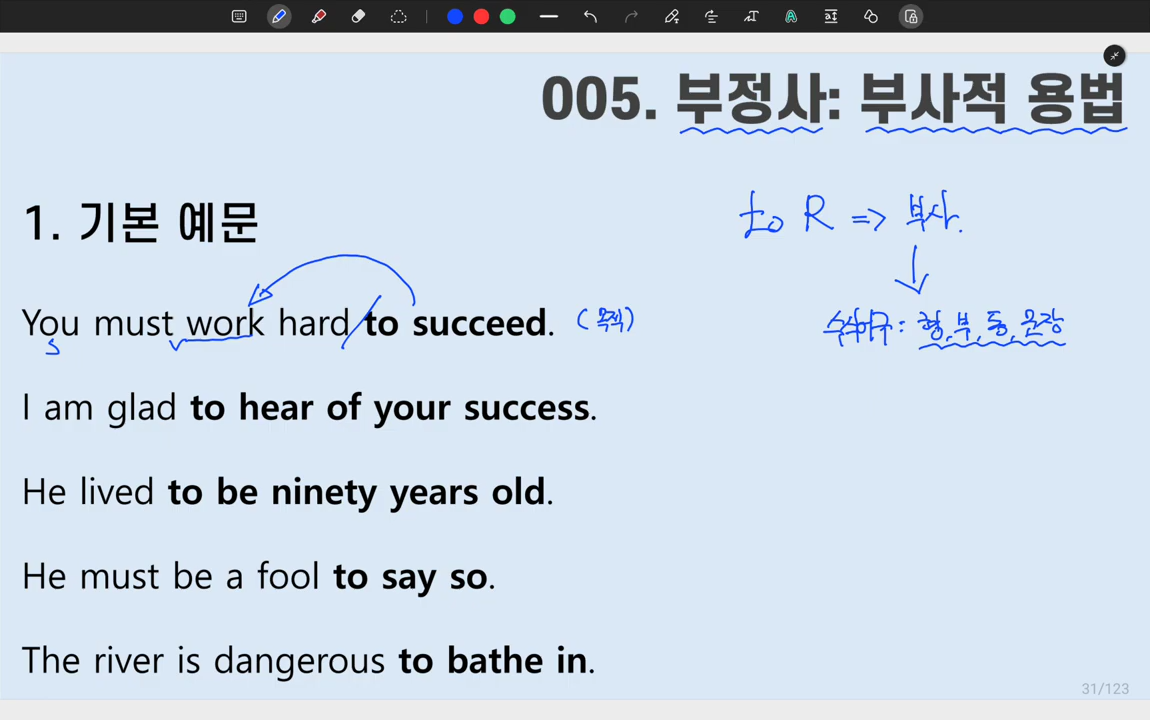 005. 부정사: 부사적 용법
1. 기본 예문
to R => 부사.
You must work hard to succeed. (목적)
S V
수식어구: 형, 부, 동, 문장
I am glad to hear of your success.
He lived to be ninety years old.
He must be a fool to say so.
The river is dangerous to bathe in.
31/123